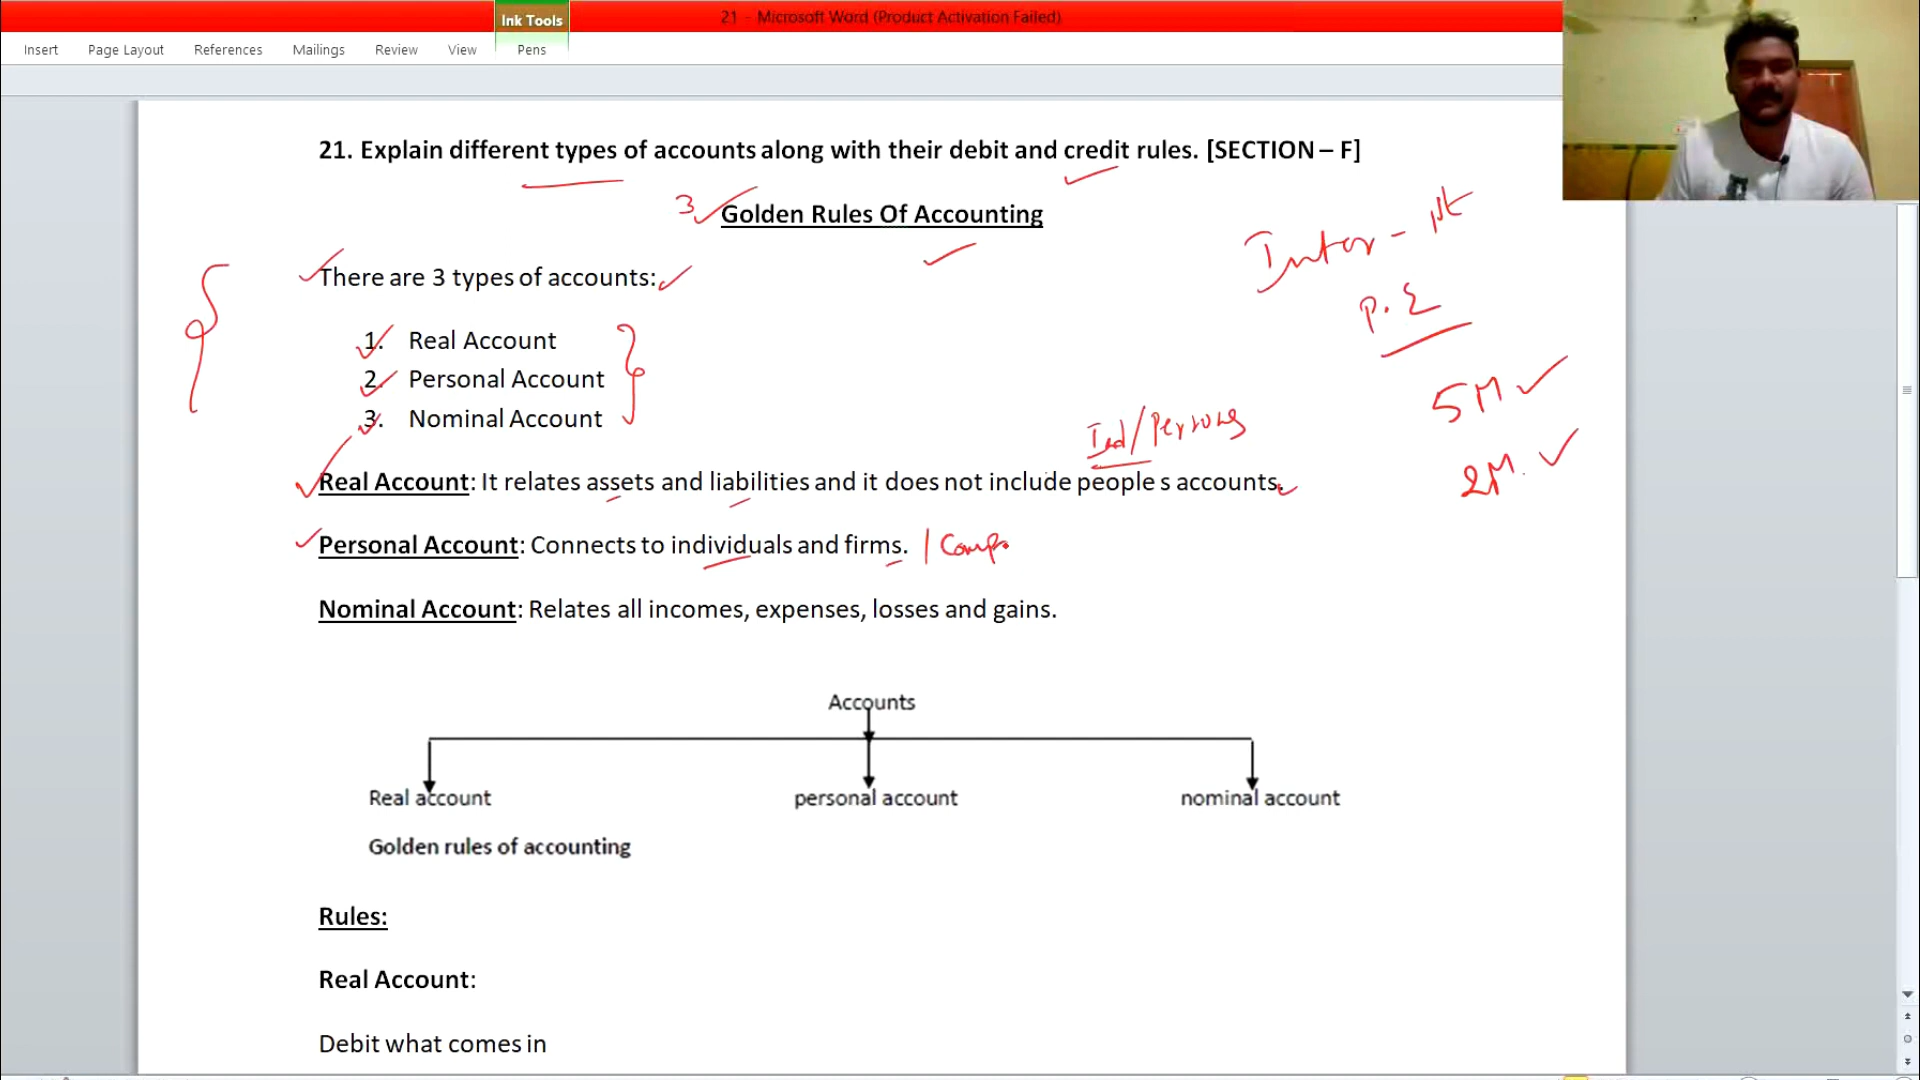 Ink Tools
21 - Microsoft Word (Product Activation Failed)
Insert Page Layout References Mailings Review View Pens
21. Explain different types of accounts along with their debit and credit rules. [SECTION – F]
3 Golden Rules Of Accounting
Inter - 1st
P.E
There are 3 types of accounts:
1. Real Account
2. Personal Account
3. Nominal Account
5M
Ind/Persons
2M.
Real Account: It relates assets and liabilities and it does not include people s accounts.
Personal Account: Connects to individuals and firms. | Comp.
Nominal Account: Relates all incomes, expenses, losses and gains.
Accounts
Real account personal account nominal account
Golden rules of accounting
Rules:
Real Account:
Debit what comes in